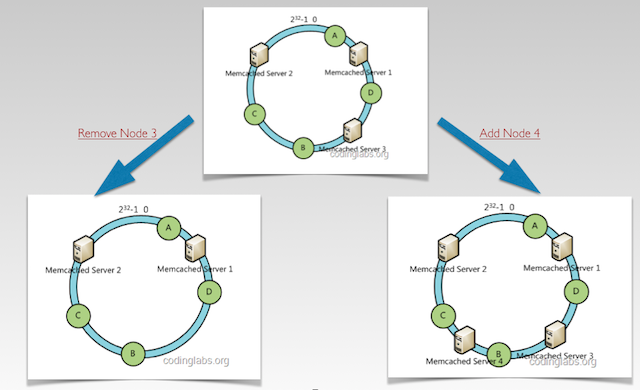 2³²-1 0
A
Memcached Server 2
Memcached Server 1
D
C
B
Memcached Server 3
codinglabs.org
Remove Node 3
Add Node 4
2³²-1 0
A
Memcached Server 2
Memcached Server 1
D
C
B
codinglabs.org
2³²-1 0
A
Memcached Server 2
Memcached Server 1
D
C
B
Memcached Server 3
Memcached Server 4
codinglabs.org